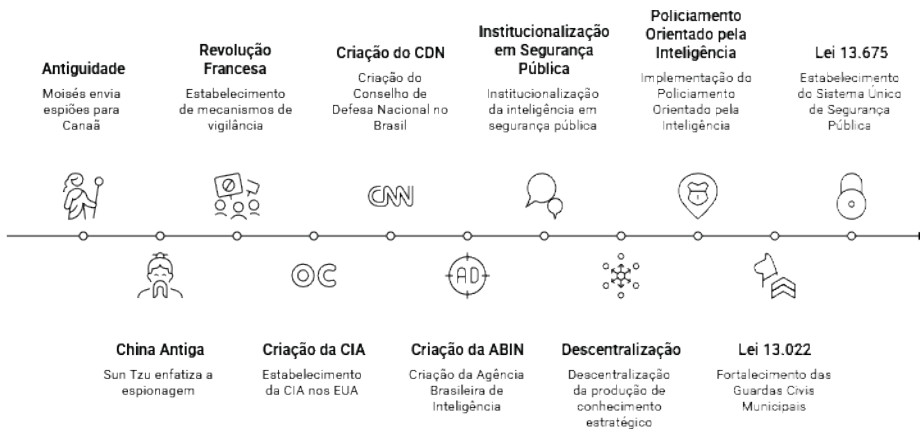 Antiguidade
Moisés envia
espiões para
Canaã
Revolução
Francesa
Estabelecimento
de mecanismos de
vigilância
Criação do CDN
Criação do
Conselho de
Defesa Nacional no
Brasil
Institucionalização
em Segurança
Pública
Institucionalização
da inteligência em
segurança pública
Policiamento
Orientado pela
Inteligência
Implementação do
Policiamento
Orientado pela
Inteligência
Lei 13.675
Estabelecimento
do Sistema Único
de Segurança
Pública
CNN
OC
AD
China Antiga
Sun Tzu enfatiza a
espionagem
Criação da CIA
Estabelecimento
da CIA nos EUA
Criação da ABIN
Criação da Agência
Brasileira de
Inteligência
Descentralização
Descentralização
da produção de
conhecimento
estratégico
Lei 13.022
Fortalecimento das
Guardas Civis
Municipais